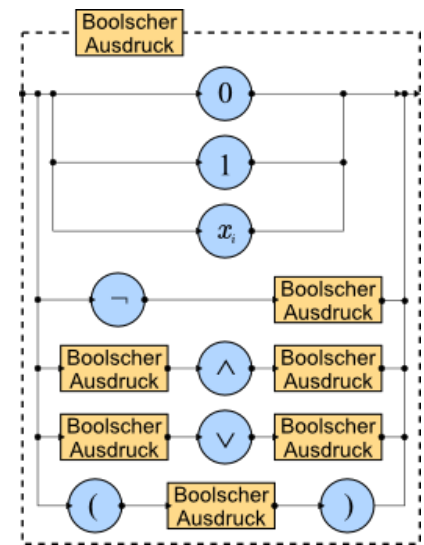 Boolscher
Ausdruck
0
1
xᵢ
¬ Boolscher
Ausdruck
Boolscher
Ausdruck ∧ Boolscher
Ausdruck
Boolscher
Ausdruck ∨ Boolscher
Ausdruck
( Boolscher
Ausdruck )